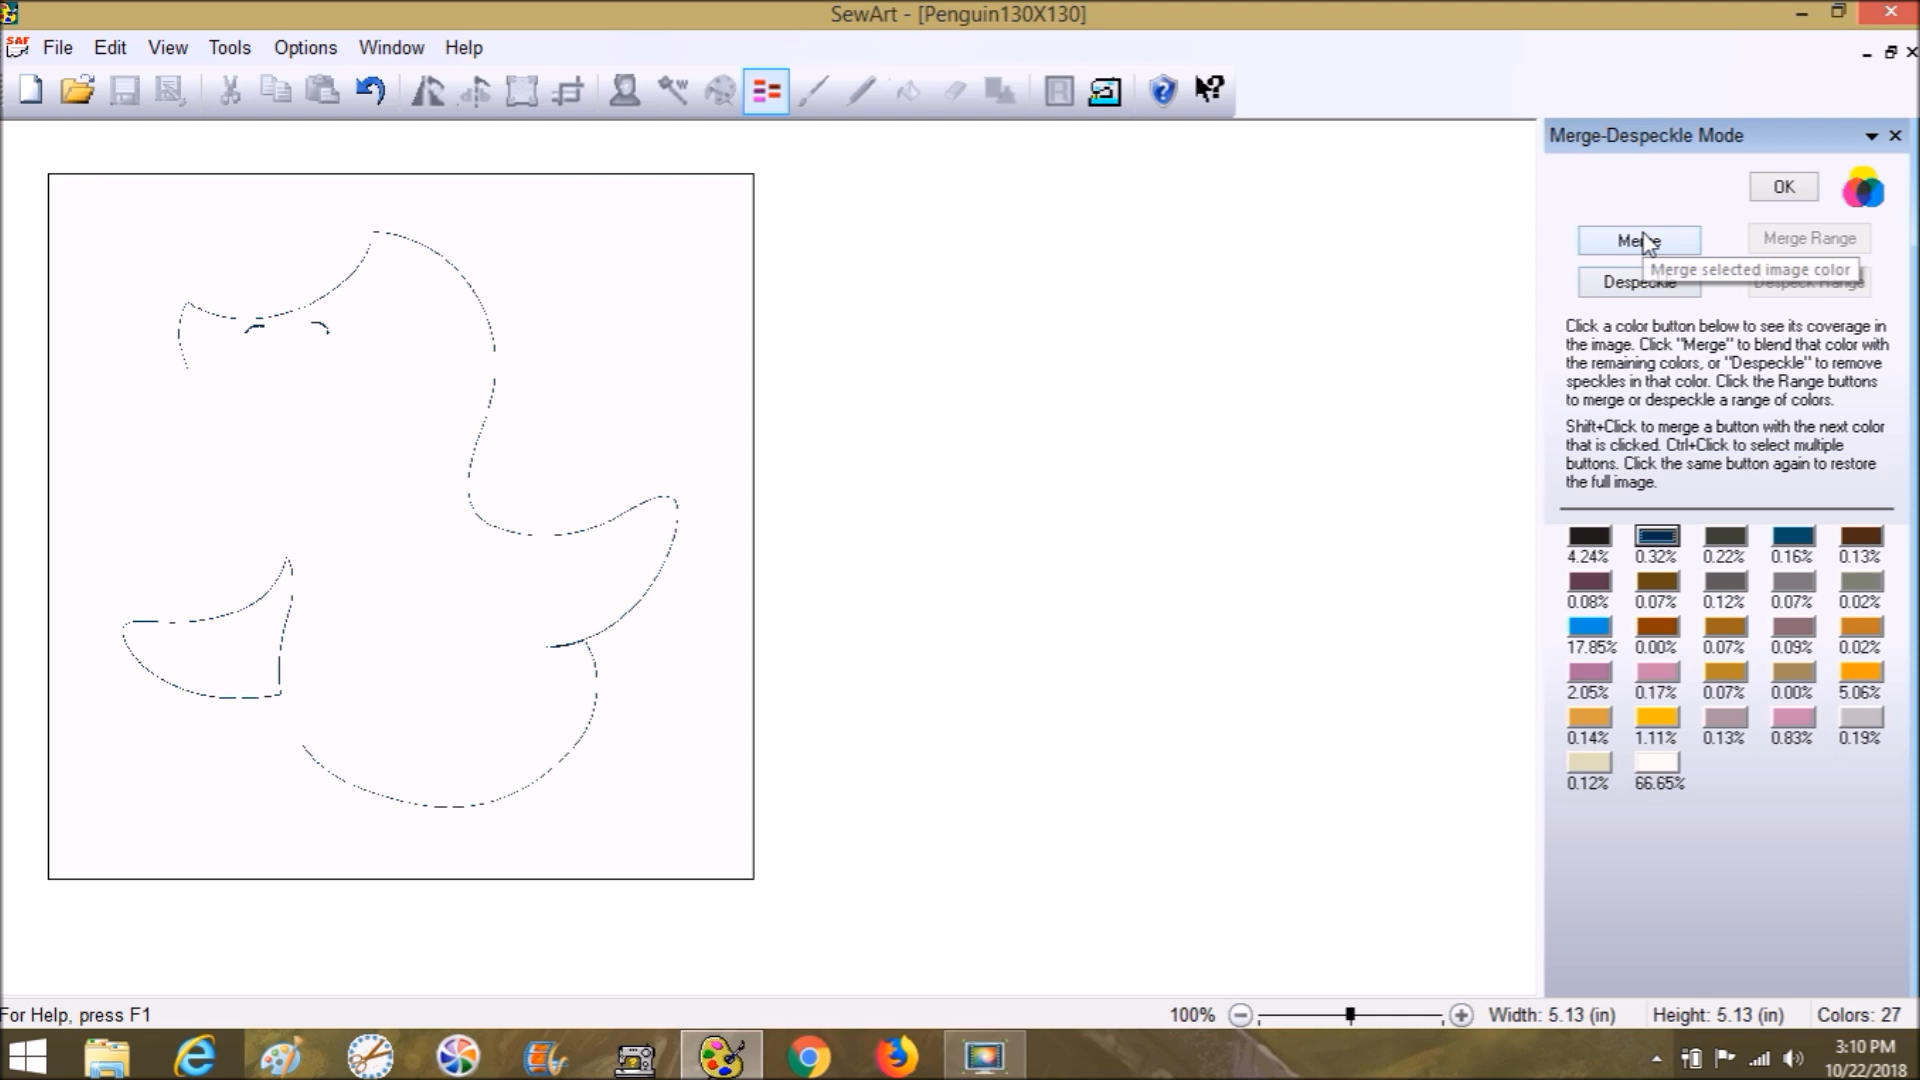 SewArt - [Penguin130X130]
SAF
File Edit View Tools Options Window Help
Merge-Despeckle Mode
OK
Merge Merge Range
Merge selected image color
Despeckle Despeck Range
Click a color button below to see its coverage in
the image. Click "Merge" to blend that color with
the remaining colors, or "Despeckle" to remove
speckles in that color. Click the Range buttons
to merge or despeckle a range of colors.
Shift+Click to merge a button with the next color
that is clicked. Ctrl+Click to select multiple
buttons. Click the same button again to restore
the full image.
4.24% 0.32% 0.22% 0.16% 0.13%
0.08% 0.07% 0.12% 0.07% 0.02%
17.85% 0.00% 0.07% 0.09% 0.02%
2.05% 0.17% 0.07% 0.00% 5.06%
0.14% 1.11% 0.13% 0.83% 0.19%
0.12% 66.65%
For Help, press F1
100% Width: 5.13 (in) Height: 5.13 (in) Colors: 27
3:10 PM
10/22/2018